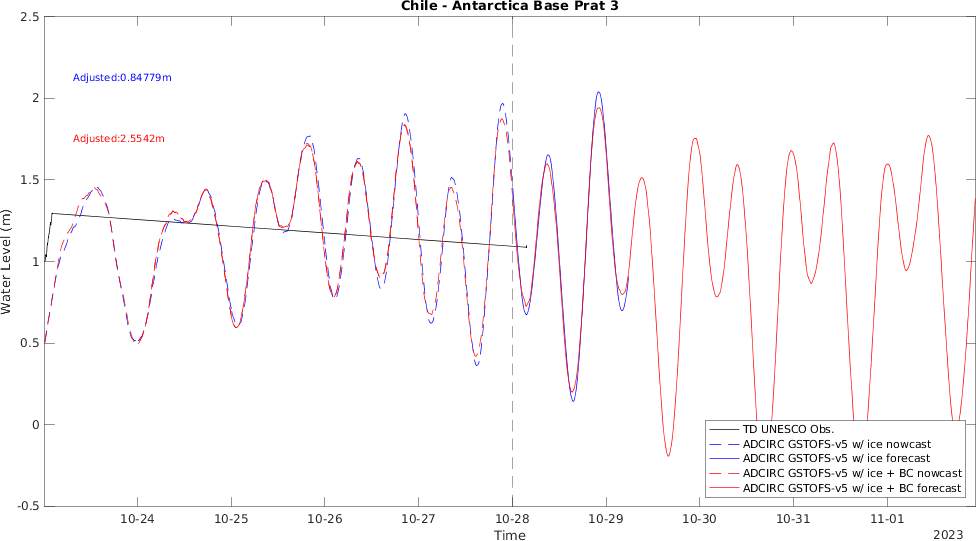 Chile - Antarctica Base Prat 3
2.5
2
1.5
1
0.5
0
-0.5
Water Level (m)
Adjusted:0.84779m
Adjusted:2.5542m
TD UNESCO Obs.
ADCIRC GSTOFS-v5 w/ ice nowcast
ADCIRC GSTOFS-v5 w/ ice forecast
ADCIRC GSTOFS-v5 w/ ice + BC nowcast
ADCIRC GSTOFS-v5 w/ ice + BC forecast
10-24 10-25 10-26 10-27 10-28 10-29 10-30 10-31 11-01
Time
2023